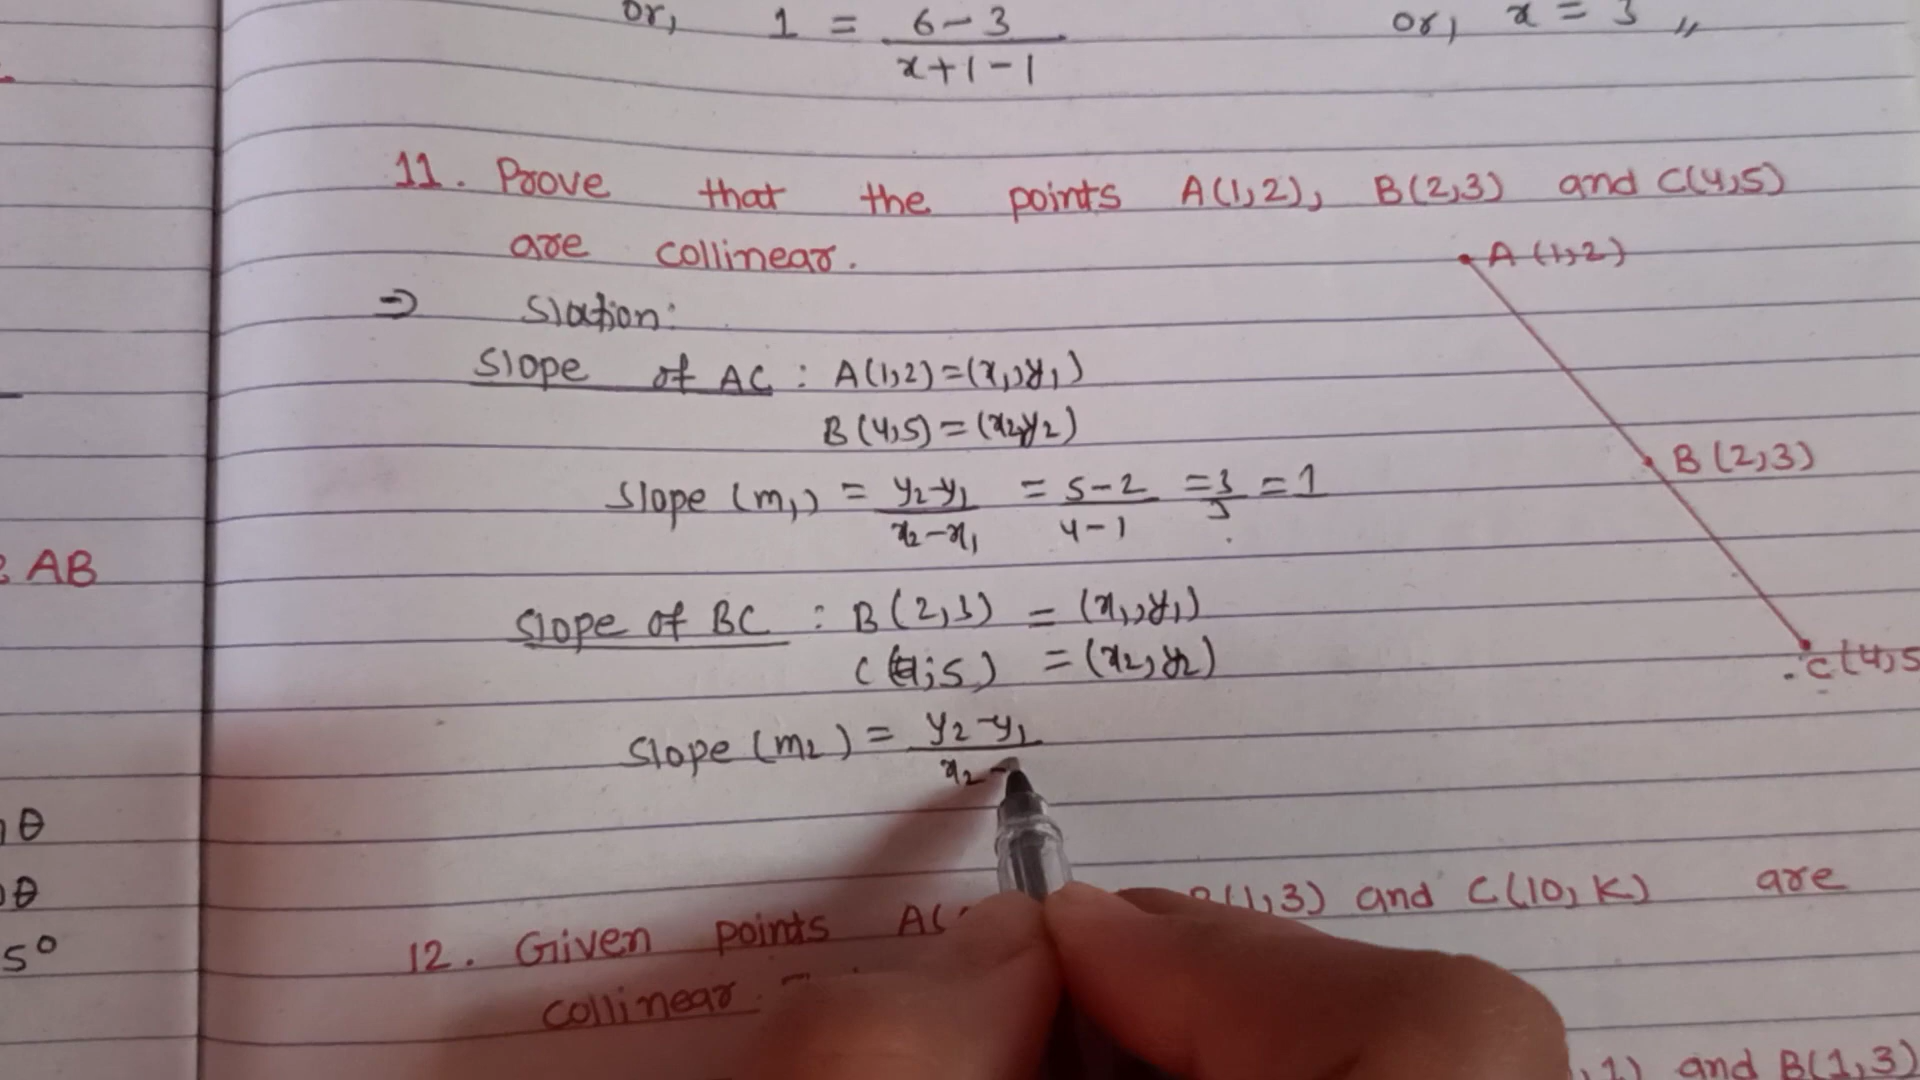 or, 1 = 6-3 / x+1-1
or, x = 3 „
11. Prove that the points A(1,2), B(2,3) and C(4,5)
are collinear.
⇒ Slation:
Slope of AC : A(1,2)=(x₁,y₁)
B(4,5)=(x₂,y₂)
Slope (m₁) = y₂-y₁ / x₂-x₁ = 5-2 / 4-1 = 3/3 = 1
Slope of BC : B(2,3) = (x₁,y₁)
C(4,5) = (x₂,y₂)
Slope (m₂) = y₂-y₁ / x₂-
A(1,2)
B(2,3)
C(4,5
12. Given points A( (1,3) and C(10,K) are
collinear.
,1) and B(1,3)
AB
θ
θ
5°